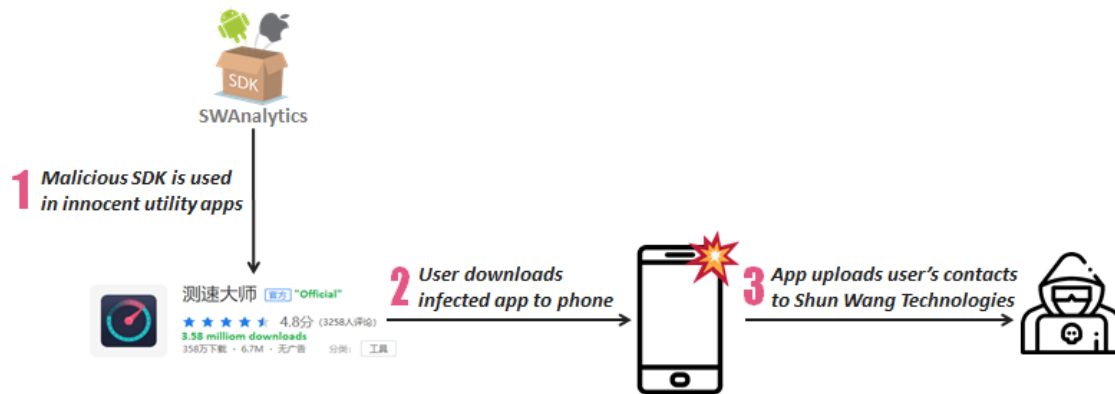 SDK
SWAnalytics
1 Malicious SDK is used
in innocent utility apps
测速大师 官方 "Official"
4.8分 (3258人评论)
3.58 milliom downloads
358万下载 · 6.7M · 无广告 分类: 工具
2 User downloads
infected app to phone
3 App uploads user's contacts
to Shun Wang Technologies